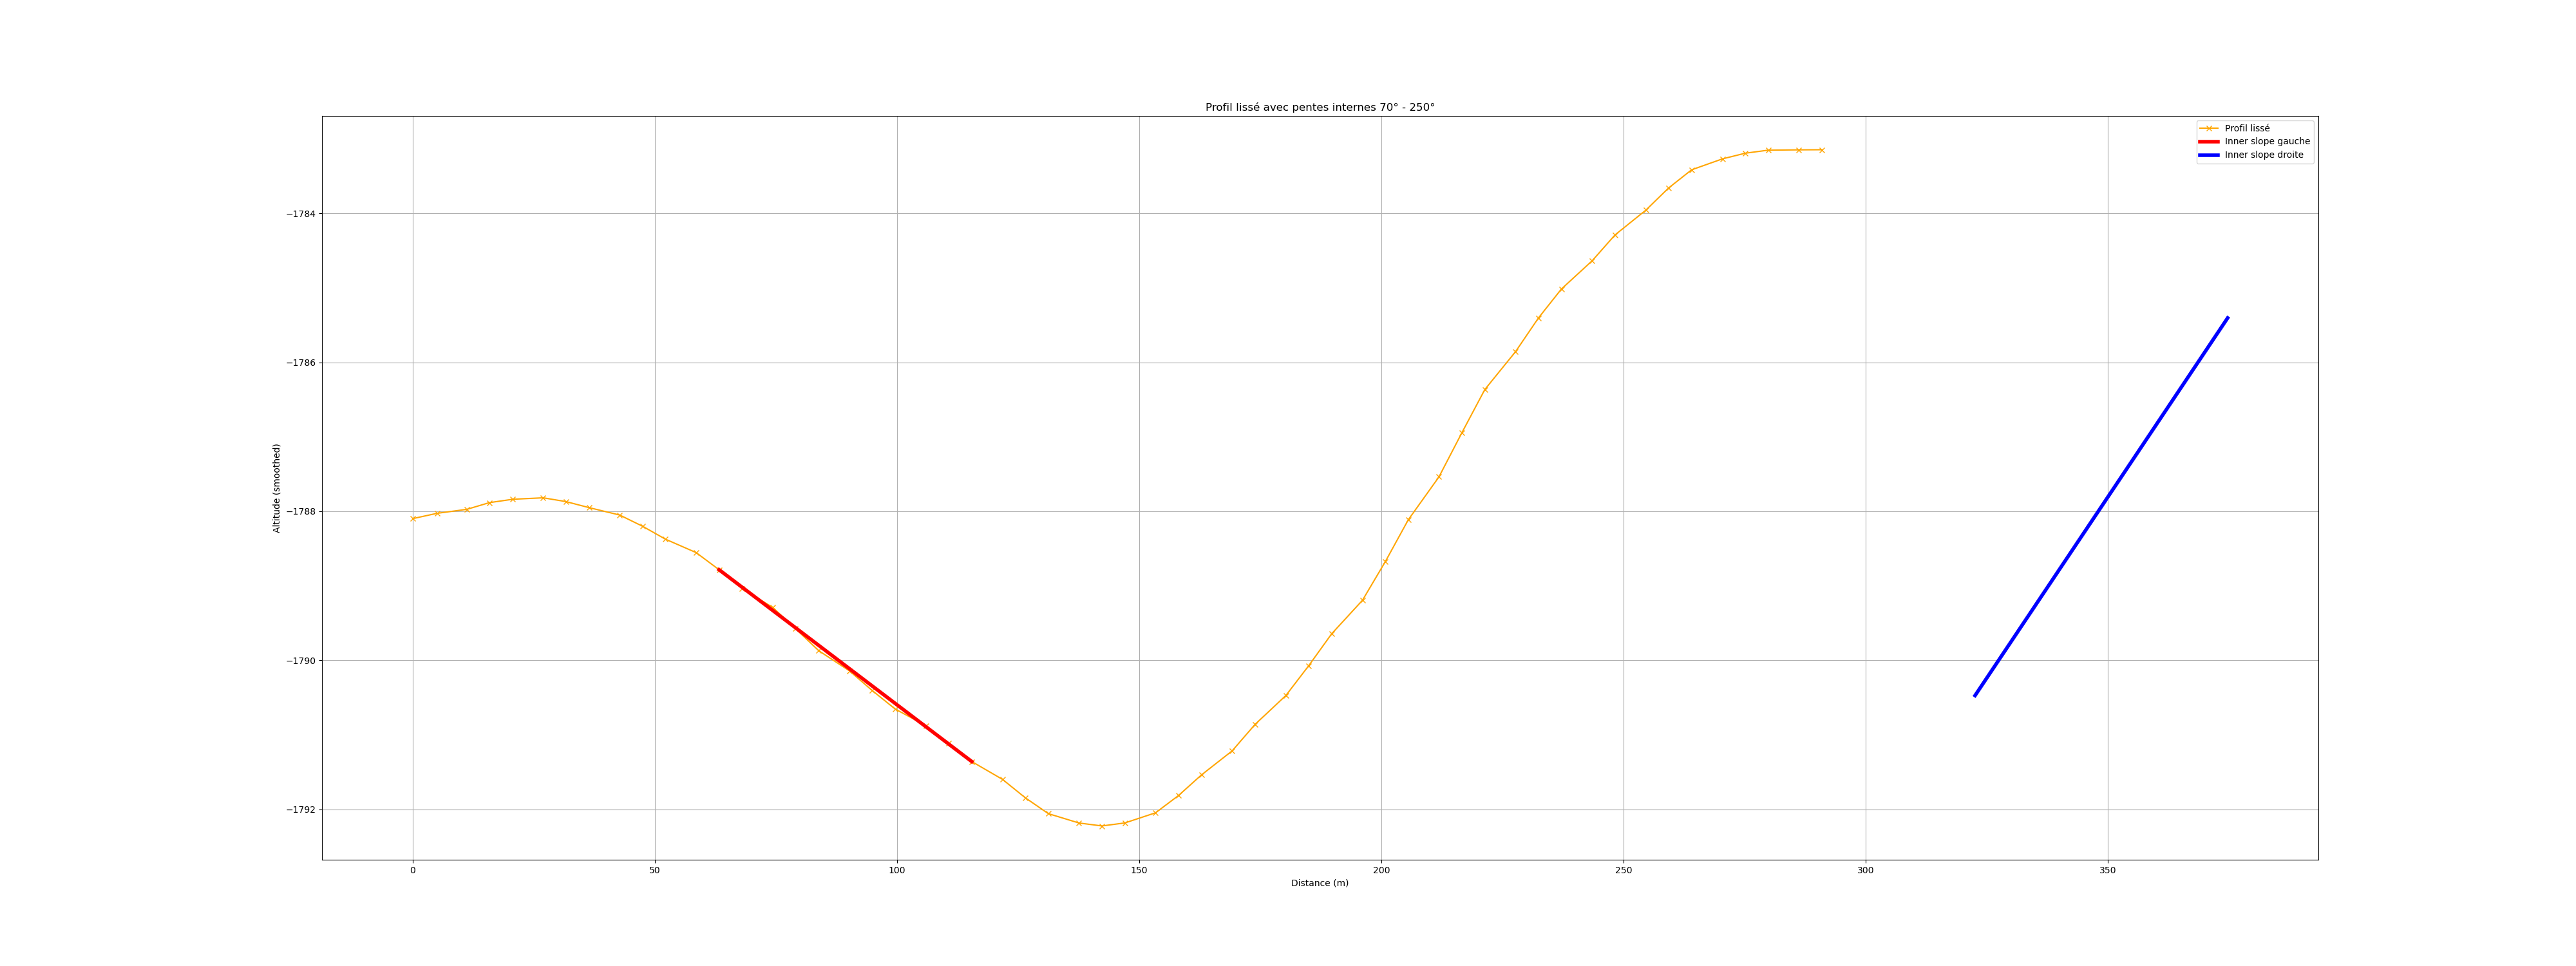 Profil lissé avec pentes internes 70° - 250°
Profil lissé
Inner slope gauche
Inner slope droite
−1784
−1786
−1788
−1790
−1792
Altitude (smoothed)
0
50
100
150
200
250
300
350
Distance (m)